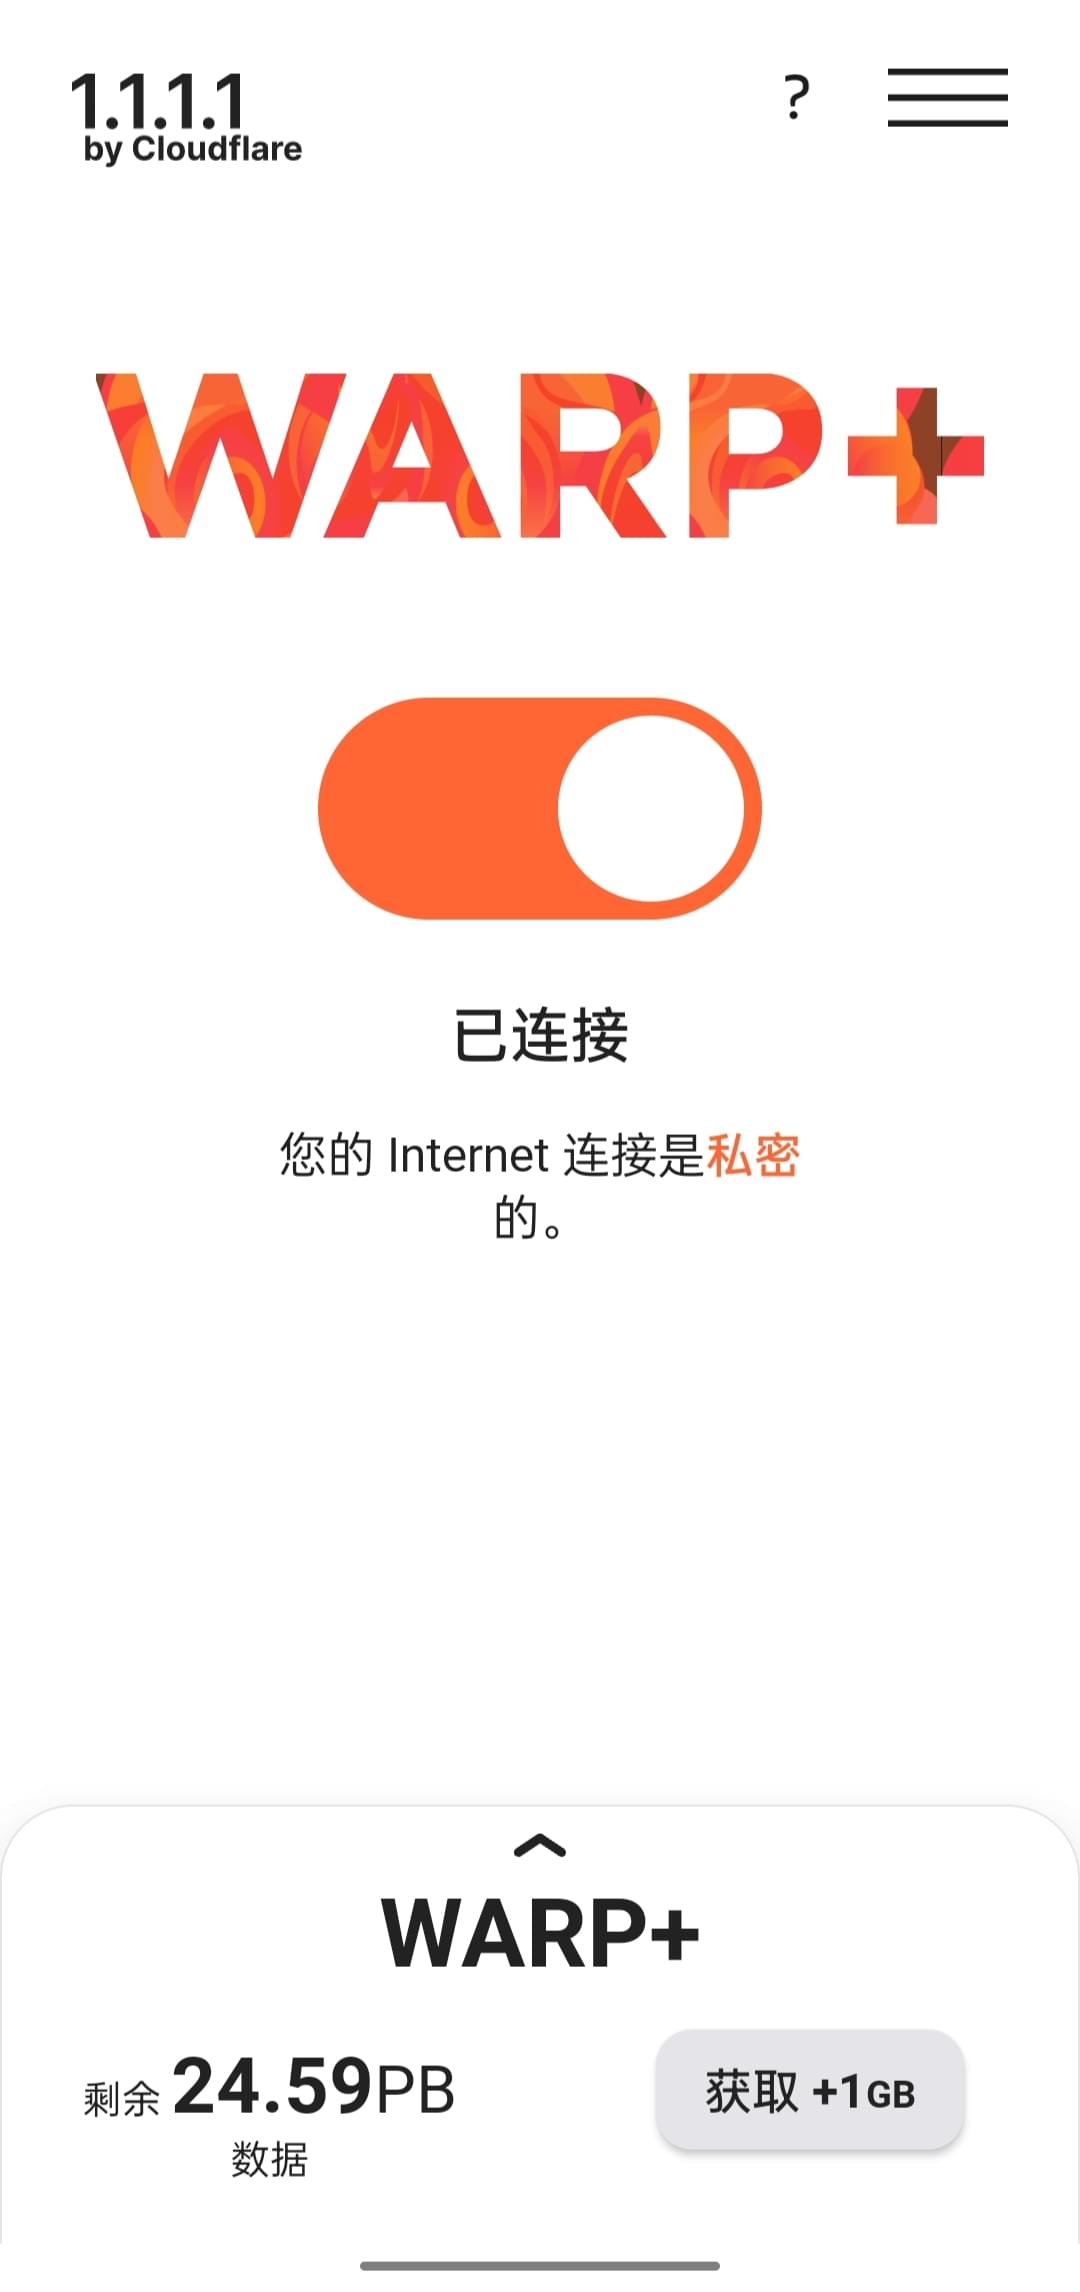 1.1.1.1
by Cloudflare
?
WARP+
已连接
您的 Internet 连接是私密
的。
WARP+
剩余 24.59PB
数据
获取 +1GB